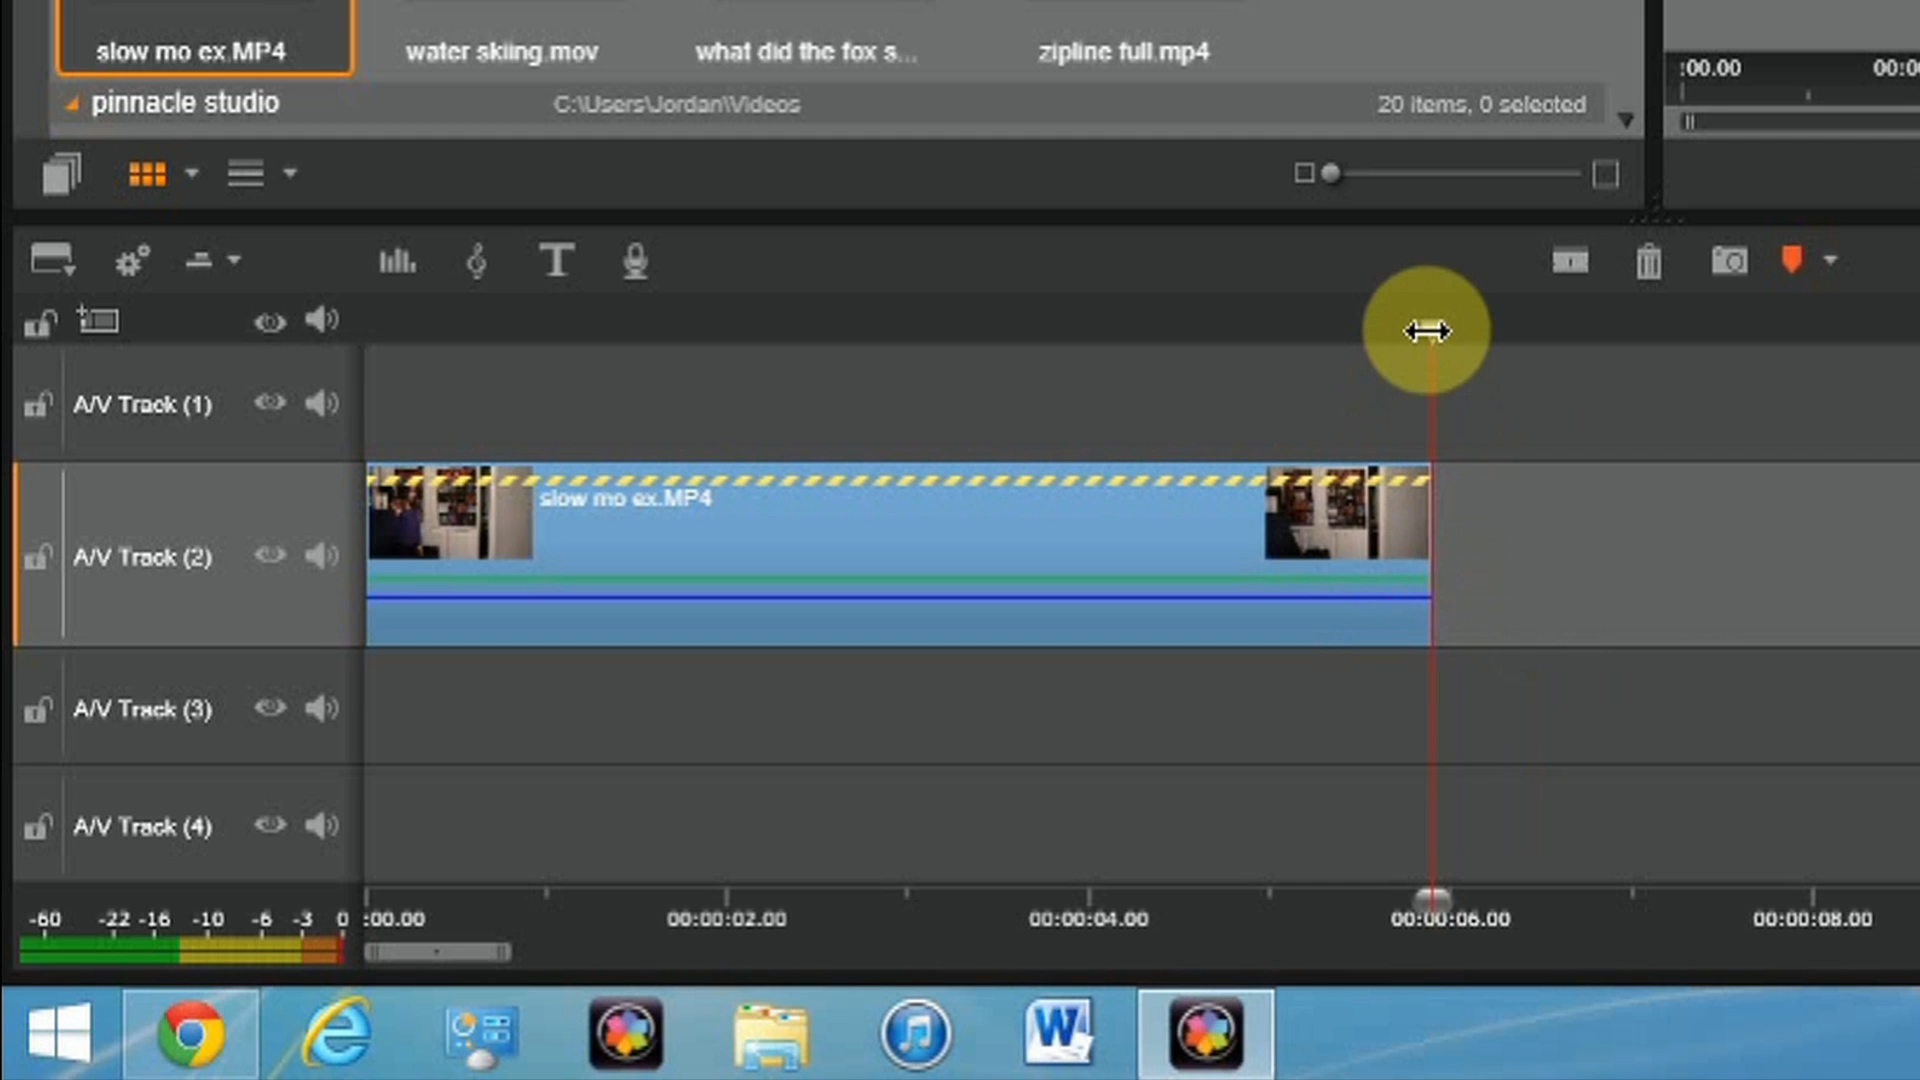 slow mo ex.MP4 water skiing.mov what did the fox s... zipline full.mp4
:00.00 00:0
pinnacle studio C:\Users\Jordan\Videos 20 items, 0 selected
T
A/V Track (1)
slow mo ex.MP4
A/V Track (2)
A/V Track (3)
A/V Track (4)
-60 -22 -16 -10 -6 -3 0 :00.00 00:00:02.00 00:00:04.00 00:00:06.00 00:00:08.00
W